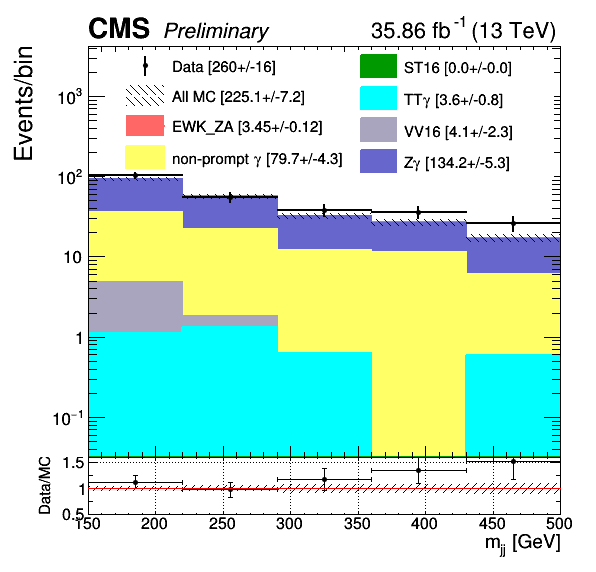 CMS Preliminary 35.86 fb⁻¹ (13 TeV)
Events/bin
Data [260+/-16]
All MC [225.1+/-7.2]
EWK_ZA [3.45+/-0.12]
non-prompt γ [79.7+/-4.3]
ST16 [0.0+/-0.0]
TTγ [3.6+/-0.8]
VV16 [4.1+/-2.3]
Zγ [134.2+/-5.3]
10³
10²
10
1
10⁻¹
Data/MC
1.5
1
0.5
150 200 250 300 350 400 450 500
m_jj [GeV]